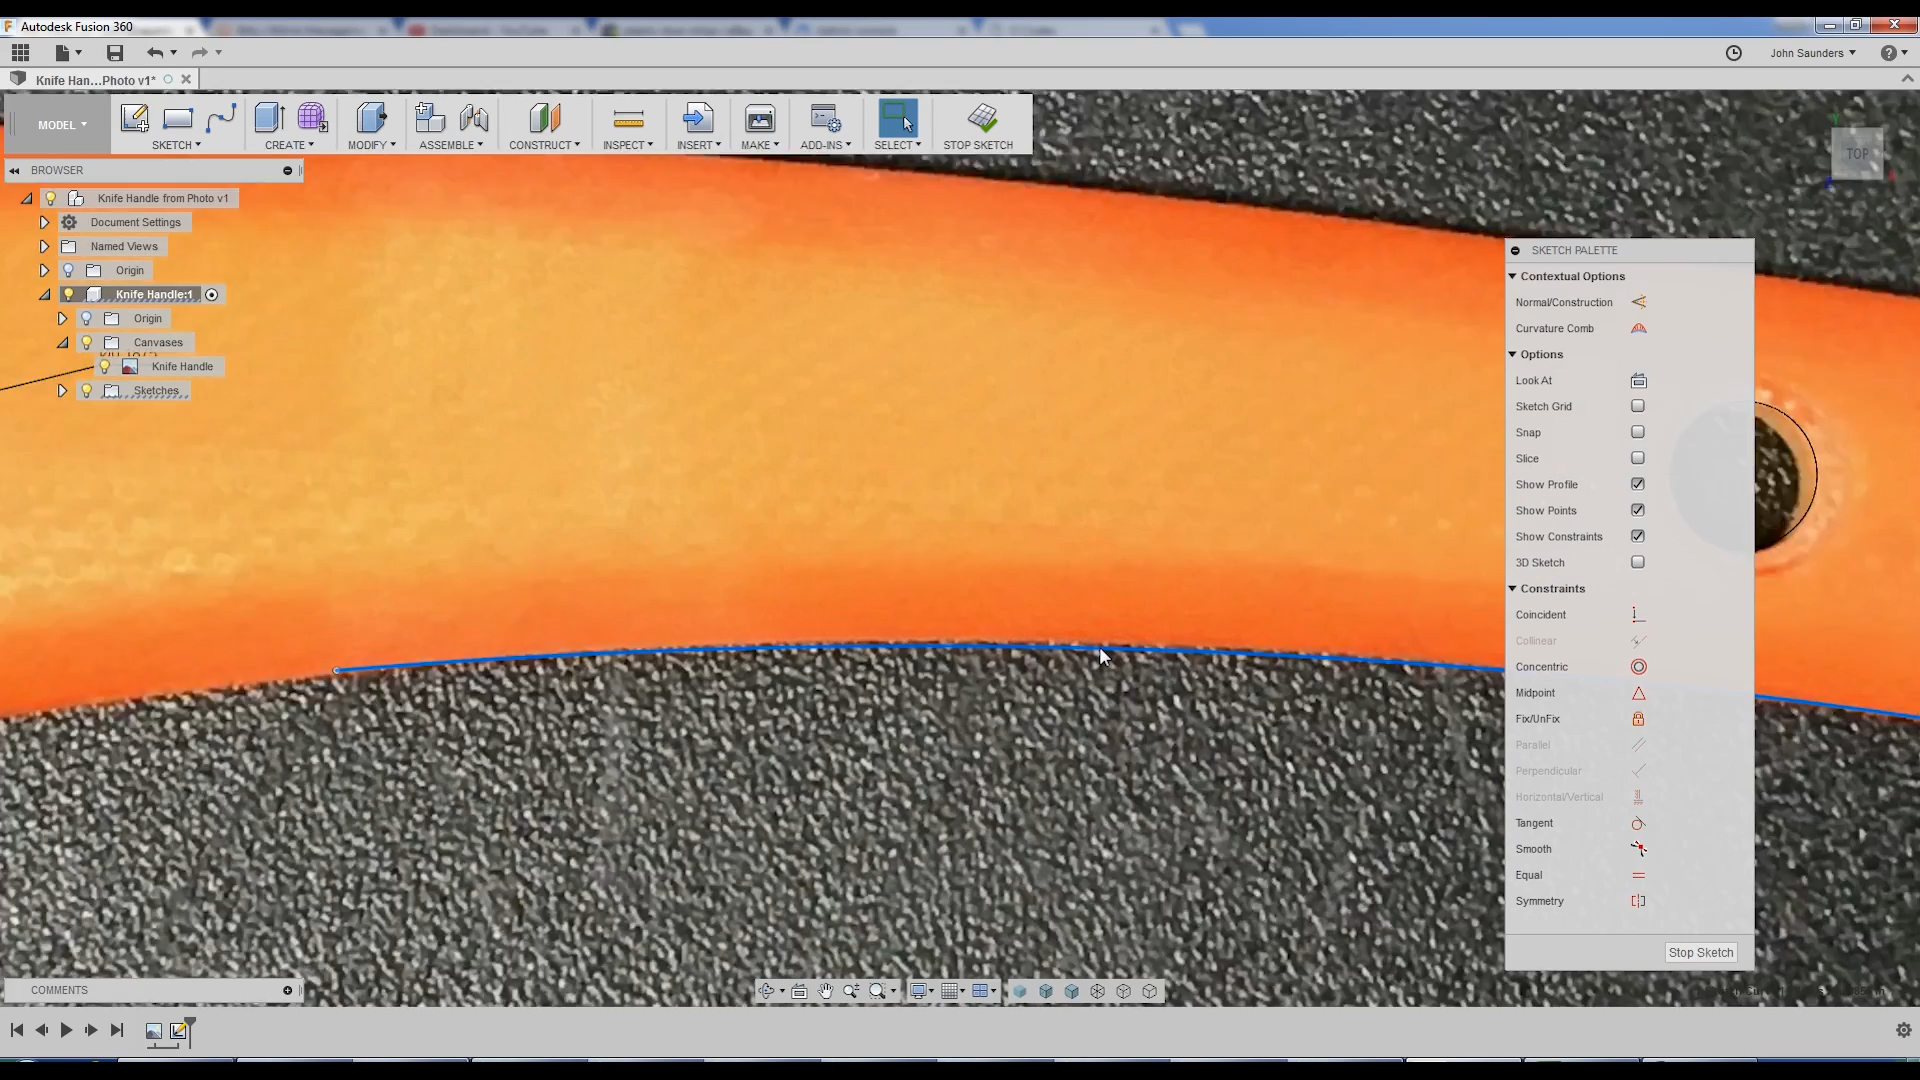 Autodesk Fusion 360
John Saunders
Knife Han...Photo v1*
MODEL
SKETCH
CREATE
MODIFY
ASSEMBLE
CONSTRUCT
INSPECT
INSERT
MAKE
ADD-INS
SELECT
STOP SKETCH
TOP
BROWSER
Knife Handle from Photo v1
Document Settings
Named Views
Origin
Knife Handle:1
Origin
Canvases
Knife Handle
Sketches
SKETCH PALETTE
Contextual Options
Normal/Construction
Curvature Comb
Options
Look At
Sketch Grid
Snap
Slice
Show Profile
Show Points
Show Constraints
3D Sketch
Constraints
Coincident
Collinear
Concentric
Midpoint
Fix/UnFix
Parallel
Perpendicular
Horizontal/Vertical
Tangent
Smooth
Equal
Symmetry
Stop Sketch
COMMENTS